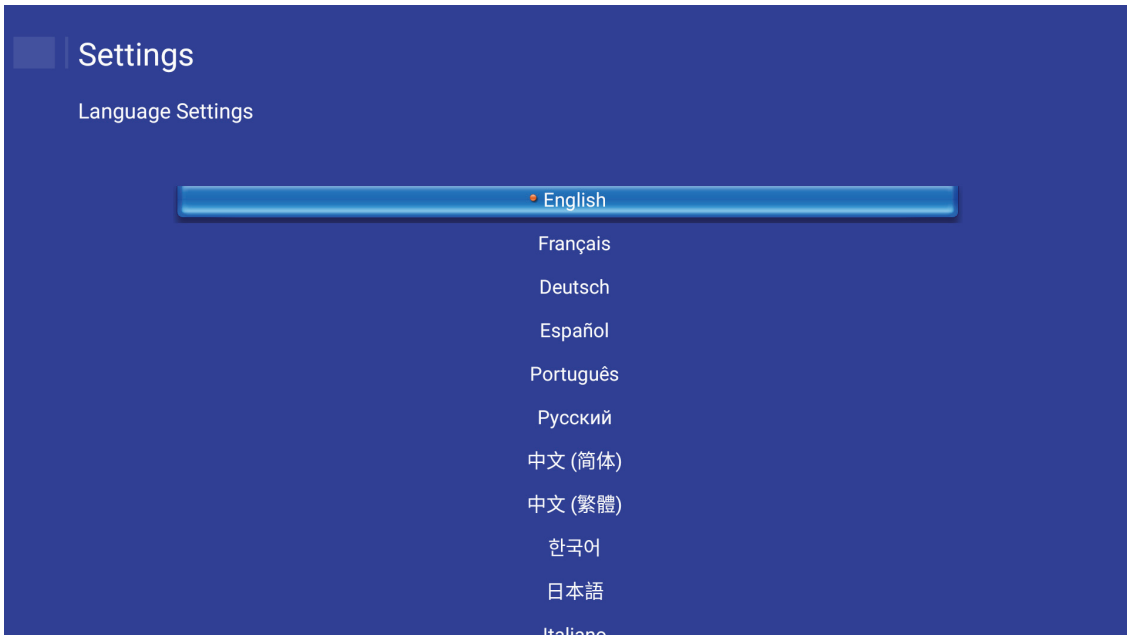 Settings
Language Settings
English
Français
Deutsch
Español
Português
Русский
中文 (简体)
中文 (繁體)
한국어
日本語
Italiano